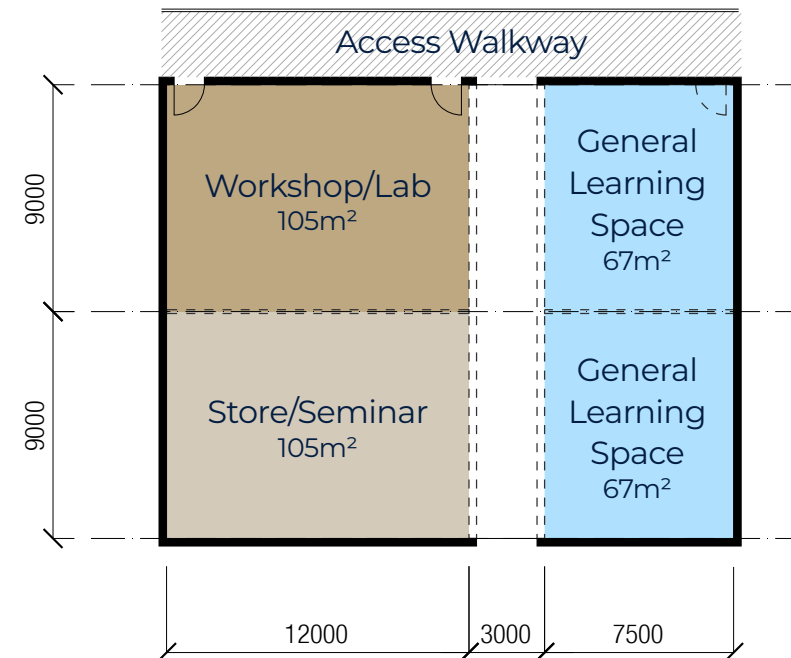 Access Walkway
Workshop/Lab
105m²
General
Learning
Space
67m²
9000
Store/Seminar
105m²
General
Learning
Space
67m²
9000
12000
3000
7500